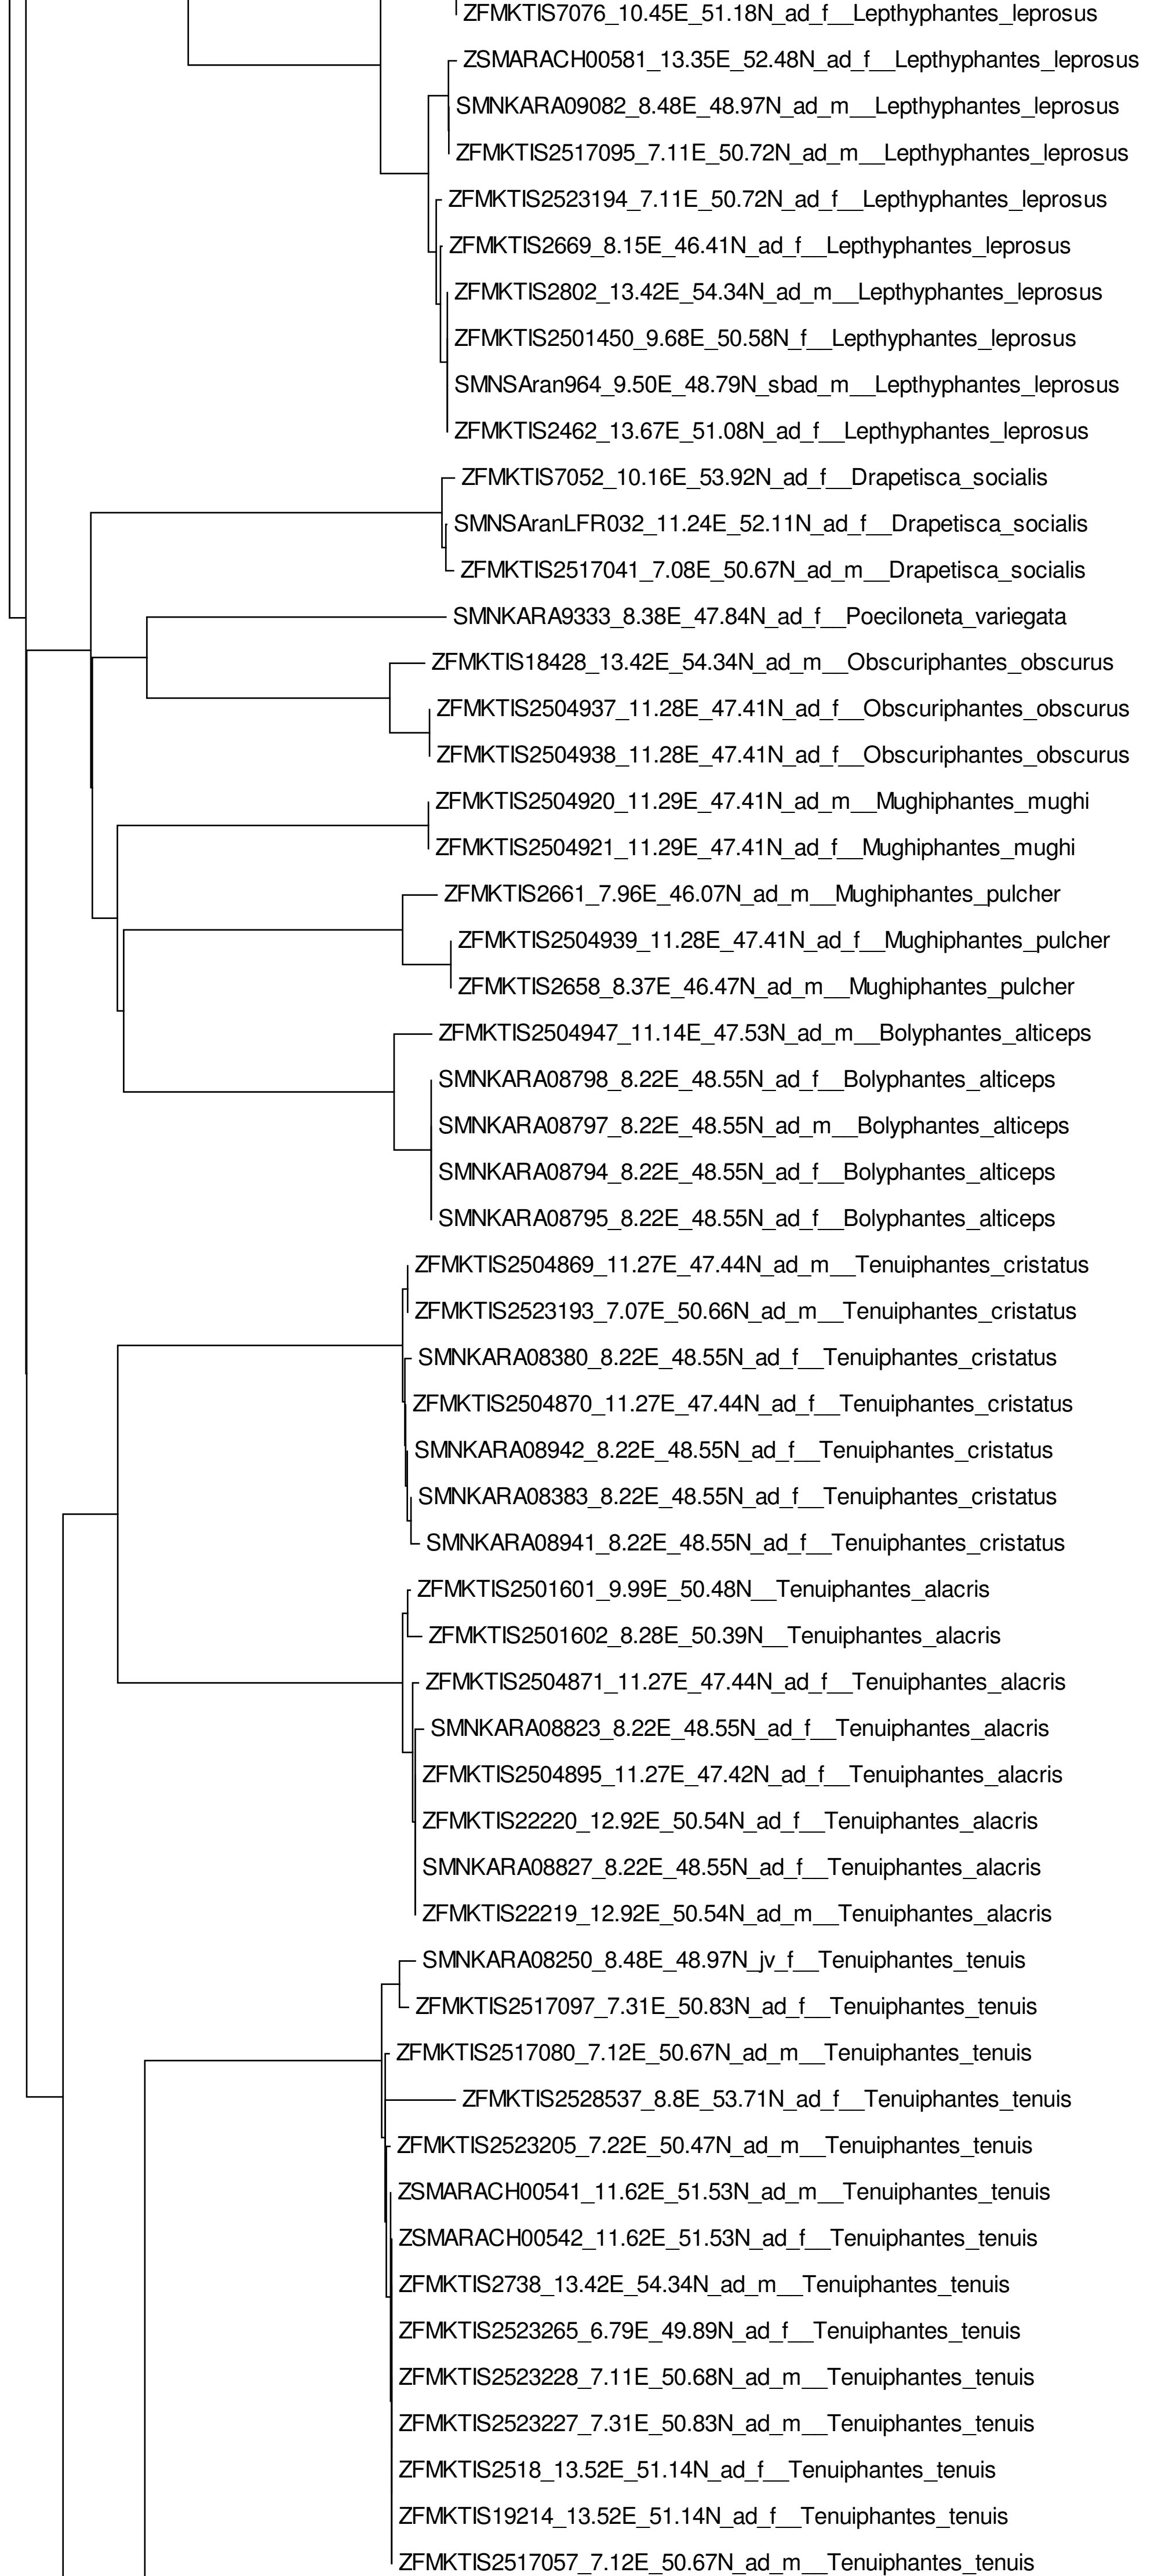 ZFMKTIS7076_10.45E_51.18N_ad_f__Lepthyphantes_leprosus
ZSMARACH00581_13.35E_52.48N_ad_f__Lepthyphantes_leprosus
SMNKARA09082_8.48E_48.97N_ad_m__Lepthyphantes_leprosus
ZFMKTIS2517095_7.11E_50.72N_ad_m__Lepthyphantes_leprosus
ZFMKTIS2523194_7.11E_50.72N_ad_f__Lepthyphantes_leprosus
ZFMKTIS2669_8.15E_46.41N_ad_f__Lepthyphantes_leprosus
ZFMKTIS2802_13.42E_54.34N_ad_m__Lepthyphantes_leprosus
ZFMKTIS2501450_9.68E_50.58N_f__Lepthyphantes_leprosus
SMNSAran964_9.50E_48.79N_sbad_m__Lepthyphantes_leprosus
ZFMKTIS2462_13.67E_51.08N_ad_f__Lepthyphantes_leprosus
ZFMKTIS7052_10.16E_53.92N_ad_f__Drapetisca_socialis
SMNSAranLFR032_11.24E_52.11N_ad_f__Drapetisca_socialis
ZFMKTIS2517041_7.08E_50.67N_ad_m__Drapetisca_socialis
SMNKARA9333_8.38E_47.84N_ad_f__Poeciloneta_variegata
ZFMKTIS18428_13.42E_54.34N_ad_m__Obscuriphantes_obscurus
ZFMKTIS2504937_11.28E_47.41N_ad_f__Obscuriphantes_obscurus
ZFMKTIS2504938_11.28E_47.41N_ad_f__Obscuriphantes_obscurus
ZFMKTIS2504920_11.29E_47.41N_ad_m__Mughiphantes_mughi
ZFMKTIS2504921_11.29E_47.41N_ad_f__Mughiphantes_mughi
ZFMKTIS2661_7.96E_46.07N_ad_m__Mughiphantes_pulcher
ZFMKTIS2504939_11.28E_47.41N_ad_f__Mughiphantes_pulcher
ZFMKTIS2658_8.37E_46.47N_ad_m__Mughiphantes_pulcher
ZFMKTIS2504947_11.14E_47.53N_ad_m__Bolyphantes_alticeps
SMNKARA08798_8.22E_48.55N_ad_f__Bolyphantes_alticeps
SMNKARA08797_8.22E_48.55N_ad_m__Bolyphantes_alticeps
SMNKARA08794_8.22E_48.55N_ad_f__Bolyphantes_alticeps
SMNKARA08795_8.22E_48.55N_ad_f__Bolyphantes_alticeps
ZFMKTIS2504869_11.27E_47.44N_ad_m__Tenuiphantes_cristatus
ZFMKTIS2523193_7.07E_50.66N_ad_m__Tenuiphantes_cristatus
SMNKARA08380_8.22E_48.55N_ad_f__Tenuiphantes_cristatus
ZFMKTIS2504870_11.27E_47.44N_ad_f__Tenuiphantes_cristatus
SMNKARA08942_8.22E_48.55N_ad_f__Tenuiphantes_cristatus
SMNKARA08383_8.22E_48.55N_ad_f__Tenuiphantes_cristatus
SMNKARA08941_8.22E_48.55N_ad_f__Tenuiphantes_cristatus
ZFMKTIS2501601_9.99E_50.48N__Tenuiphantes_alacris
ZFMKTIS2501602_8.28E_50.39N__Tenuiphantes_alacris
ZFMKTIS2504871_11.27E_47.44N_ad_f__Tenuiphantes_alacris
SMNKARA08823_8.22E_48.55N_ad_f__Tenuiphantes_alacris
ZFMKTIS2504895_11.27E_47.42N_ad_f__Tenuiphantes_alacris
ZFMKTIS22220_12.92E_50.54N_ad_f__Tenuiphantes_alacris
SMNKARA08827_8.22E_48.55N_ad_f__Tenuiphantes_alacris
ZFMKTIS22219_12.92E_50.54N_ad_m__Tenuiphantes_alacris
SMNKARA08250_8.48E_48.97N_jv_f__Tenuiphantes_tenuis
ZFMKTIS2517097_7.31E_50.83N_ad_f__Tenuiphantes_tenuis
ZFMKTIS2517080_7.12E_50.67N_ad_m__Tenuiphantes_tenuis
ZFMKTIS2528537_8.8E_53.71N_ad_f__Tenuiphantes_tenuis
ZFMKTIS2523205_7.22E_50.47N_ad_m__Tenuiphantes_tenuis
ZSMARACH00541_11.62E_51.53N_ad_m__Tenuiphantes_tenuis
ZSMARACH00542_11.62E_51.53N_ad_f__Tenuiphantes_tenuis
ZFMKTIS2738_13.42E_54.34N_ad_m__Tenuiphantes_tenuis
ZFMKTIS2523265_6.79E_49.89N_ad_f__Tenuiphantes_tenuis
ZFMKTIS2523228_7.11E_50.68N_ad_m__Tenuiphantes_tenuis
ZFMKTIS2523227_7.31E_50.83N_ad_m__Tenuiphantes_tenuis
ZFMKTIS2518_13.52E_51.14N_ad_f__Tenuiphantes_tenuis
ZFMKTIS19214_13.52E_51.14N_ad_f__Tenuiphantes_tenuis
ZFMKTIS2517057_7.12E_50.67N_ad_m__Tenuiphantes_tenuis